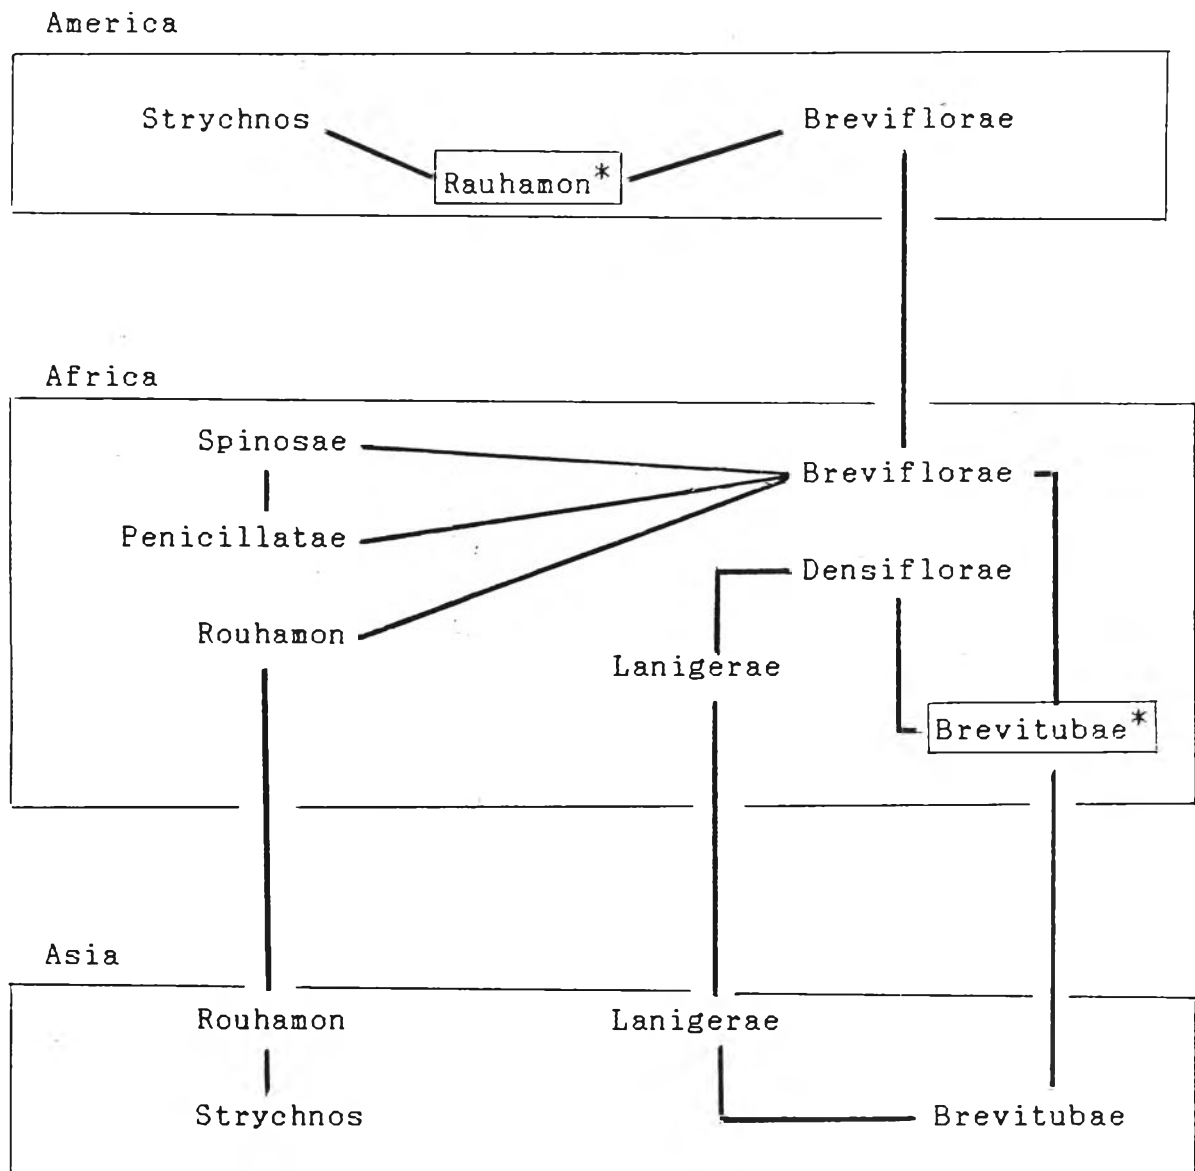 America
Strychnos
Breviflorae
Rauhamon*
Africa
Spinosae
Breviflorae
Penicillatae
Densiflorae
Rouhamon
Lanigerae
Brevitubae*
Asia
Rouhamon
Lanigerae
Strychnos
Brevitubae